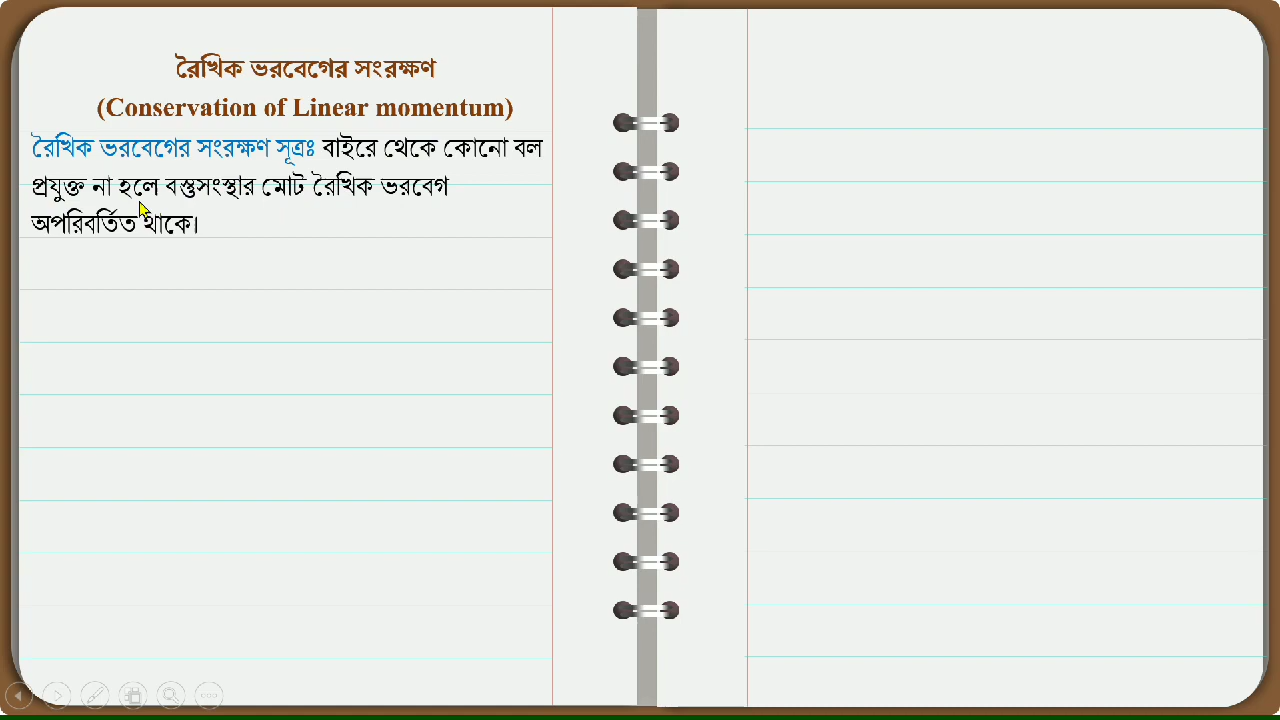 রৈখিক ভরবেগের সংরক্ষণ
(Conservation of Linear momentum)
রৈখিক ভরবেগের সংরক্ষণ সূত্রঃ বাইরে থেকে কোনো বল
প্রযুক্ত না হলে বস্তুসংস্থার মোট রৈখিক ভরবেগ
অপরিবর্তিত থাকে।